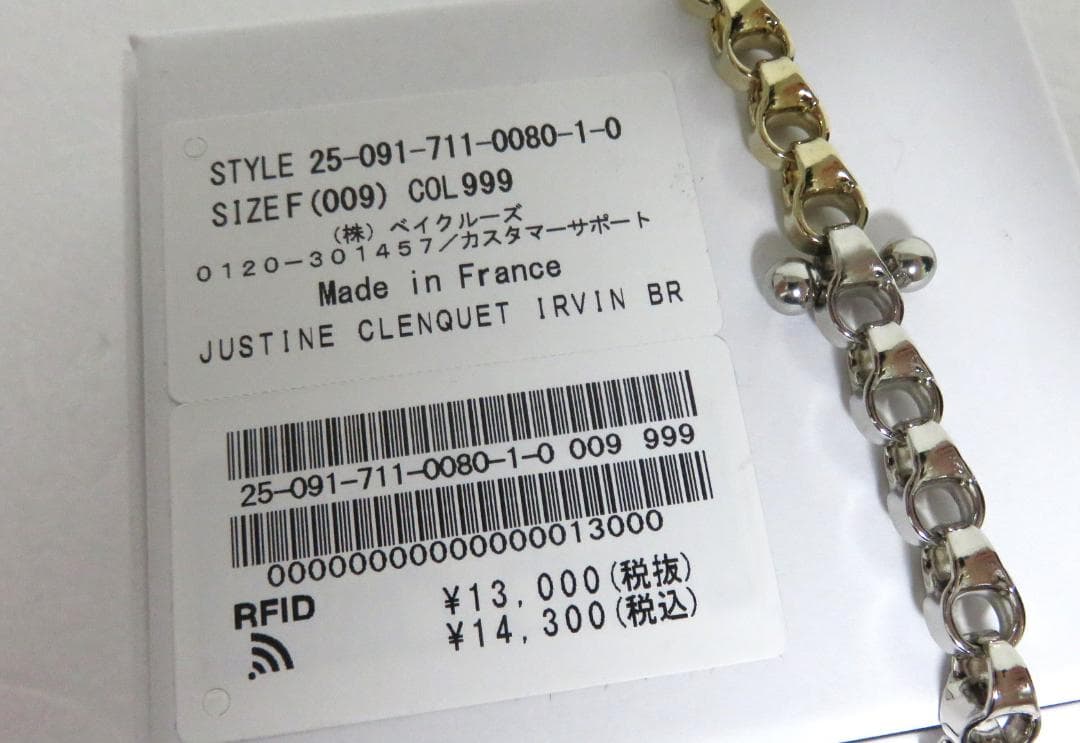 STYLE 25-091-711-0080-1-0
SIZE F (009) COL 999
(株) ベイクルーズ
0120-301457/カスタマーサポート
Made in France
JUSTINE CLENQUET IRVIN BR
25-091-711-0080-1-0 009 999
00000000000000013000
RFID
¥13,000(税抜)
¥14,300(税込)